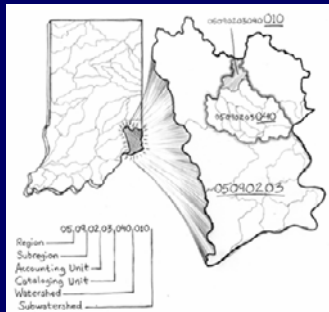 05090203040010
05090203040
05090203
05,09,02,03,040,010,
Region
Subregion
Accounting Unit
Cataloging Unit
Watershed
Subwatershed